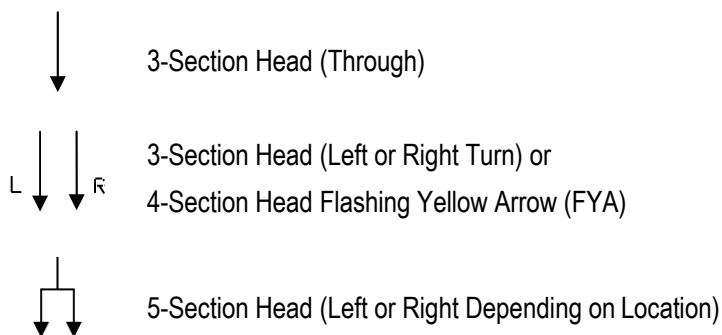 3-Section Head (Through)
3-Section Head (Left or Right Turn) or
L R
4-Section Head Flashing Yellow Arrow (FYA)
5-Section Head (Left or Right Depending on Location)